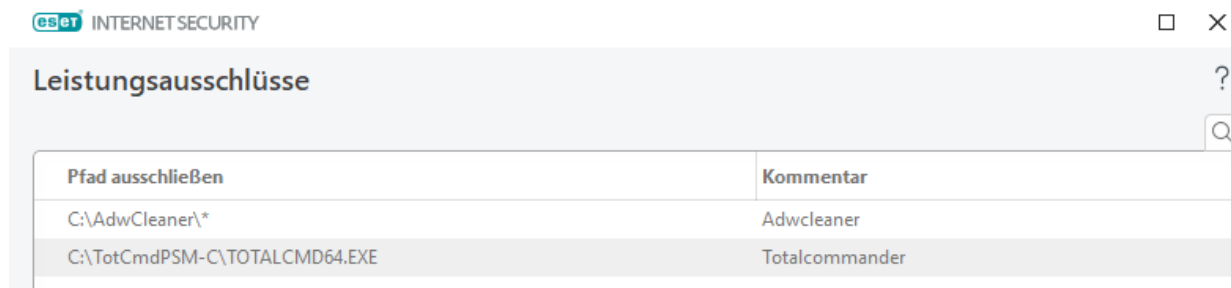 eset INTERNET SECURITY
Leistungsausschlüsse
?
Pfad ausschließen Kommentar
C:\AdwCleaner\* Adwcleaner
C:\TotCmdPSM-C\TOTALCMD64.EXE Totalcommander